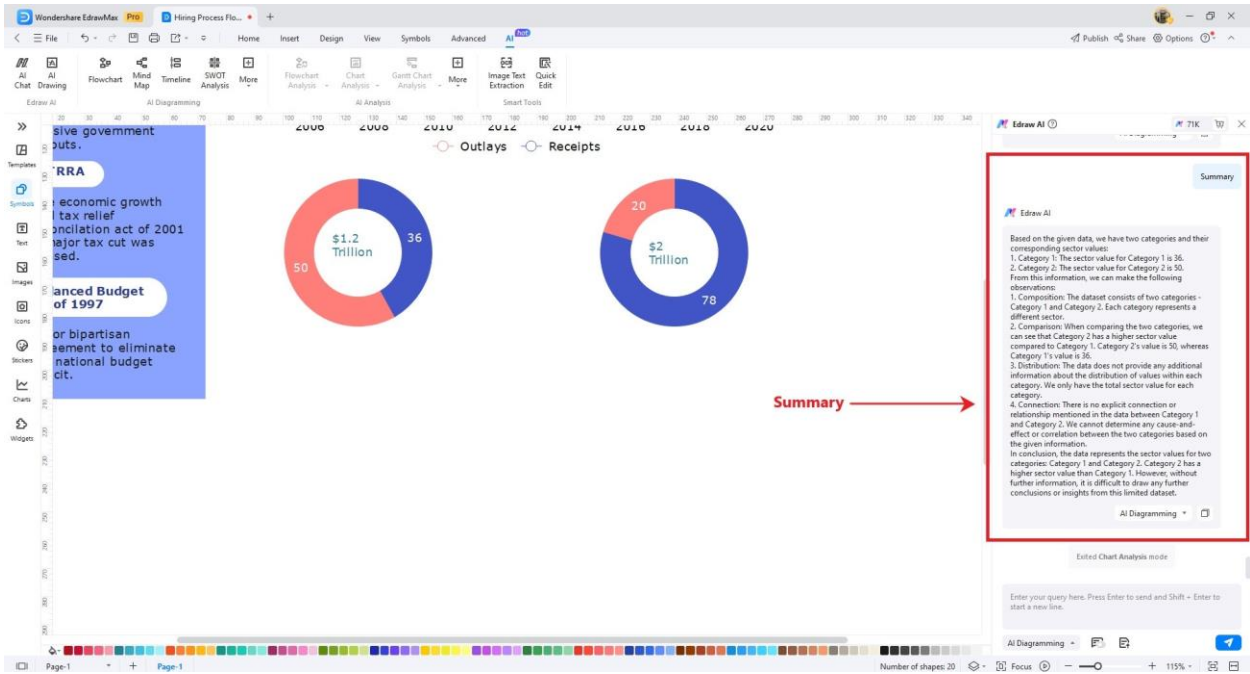 Wondershare EdrawMax Pro
Hiring Process Flo...
File
Home Insert Design View Symbols Advanced AI hot
Publish Share Options
AI Chat
AI Drawing
Flowchart
Mind Map
Timeline
SWOT Analysis
More
Flowchart Analysis
Chart Analysis
Gantt Chart Analysis
More
Image Text Extraction
Quick Edit
Edraw AI
AI Diagramming
AI Analysis
Smart Tools
Templates
Symbols
Text
Images
Icons
Stickers
Charts
Widgets
sive government
outs.
RRA
economic growth
tax relief
onciliation act of 2001
ajor tax cut was
sed.
lanced Budget
of 1997
or bipartisan
eement to eliminate
national budget
cit.
2006 2008 2010 2012 2014 2016 2018 2020
Outlays Receipts
$1.2
Trillion
36
50
20
$2
Trillion
78
Summary
Edraw AI
71K
Summary
Edraw AI
Based on the given data, we have two categories and their
corresponding sector values:
1. Category 1: The sector value for Category 1 is 36.
2. Category 2: The sector value for Category 2 is 50.
From this information, we can make the following
observations:
1. Composition: The dataset consists of two categories -
Category 1 and Category 2. Each category represents a
different sector.
2. Comparison: When comparing the two categories, we
can see that Category 2 has a higher sector value
compared to Category 1. Category 2's value is 50, whereas
Category 1's value is 36.
3. Distribution: The data does not provide any additional
information about the distribution of values within each
category. We only have the total sector value for each
category.
4. Connection: There is no explicit connection or
relationship mentioned in the data between Category 1
and Category 2. We cannot determine any cause-and-
effect or correlation between the two categories based on
the given information.
In conclusion, the data represents the sector values for two
categories: Category 1 and Category 2. Category 2 has a
higher sector value than Category 1. However, without
further information, it is difficult to draw any further
conclusions or insights from this limited dataset.
AI Diagramming
Exited Chart Analysis mode
Enter your query here. Press Enter to send and Shift + Enter to
start a new line.
AI Diagramming
Page-1
Page-1
Number of shapes: 20
Focus
115%